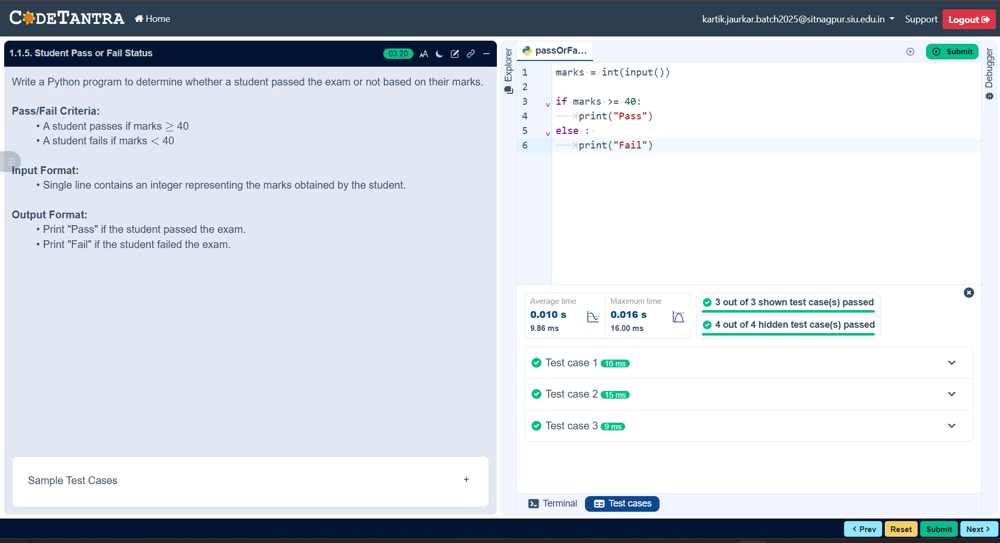 CODETANTRA Home kartik.jaurkar.batch2025@sitnagpur.siu.edu.in Support Logout
1.1.5. Student Pass or Fail Status 03:20
Write a Python program to determine whether a student passed the exam or not based on their marks.
Pass/Fail Criteria:
• A student passes if marks ≥ 40
• A student fails if marks < 40
Input Format:
• Single line contains an integer representing the marks obtained by the student.
Output Format:
• Print "Pass" if the student passed the exam.
• Print "Fail" if the student failed the exam.
Sample Test Cases +
Explorer
passOrFa...
Submit
Debugger
1 marks = int(input())
2
3 if marks >= 40:
4 print("Pass")
5 else :
6 print("Fail")
Average time
0.010 s
9.86 ms
Maximum time
0.016 s
16.00 ms
3 out of 3 shown test case(s) passed
4 out of 4 hidden test case(s) passed
Test case 1 16 ms
Test case 2 15 ms
Test case 3 9 ms
Terminal Test cases
< Prev Reset Submit Next >